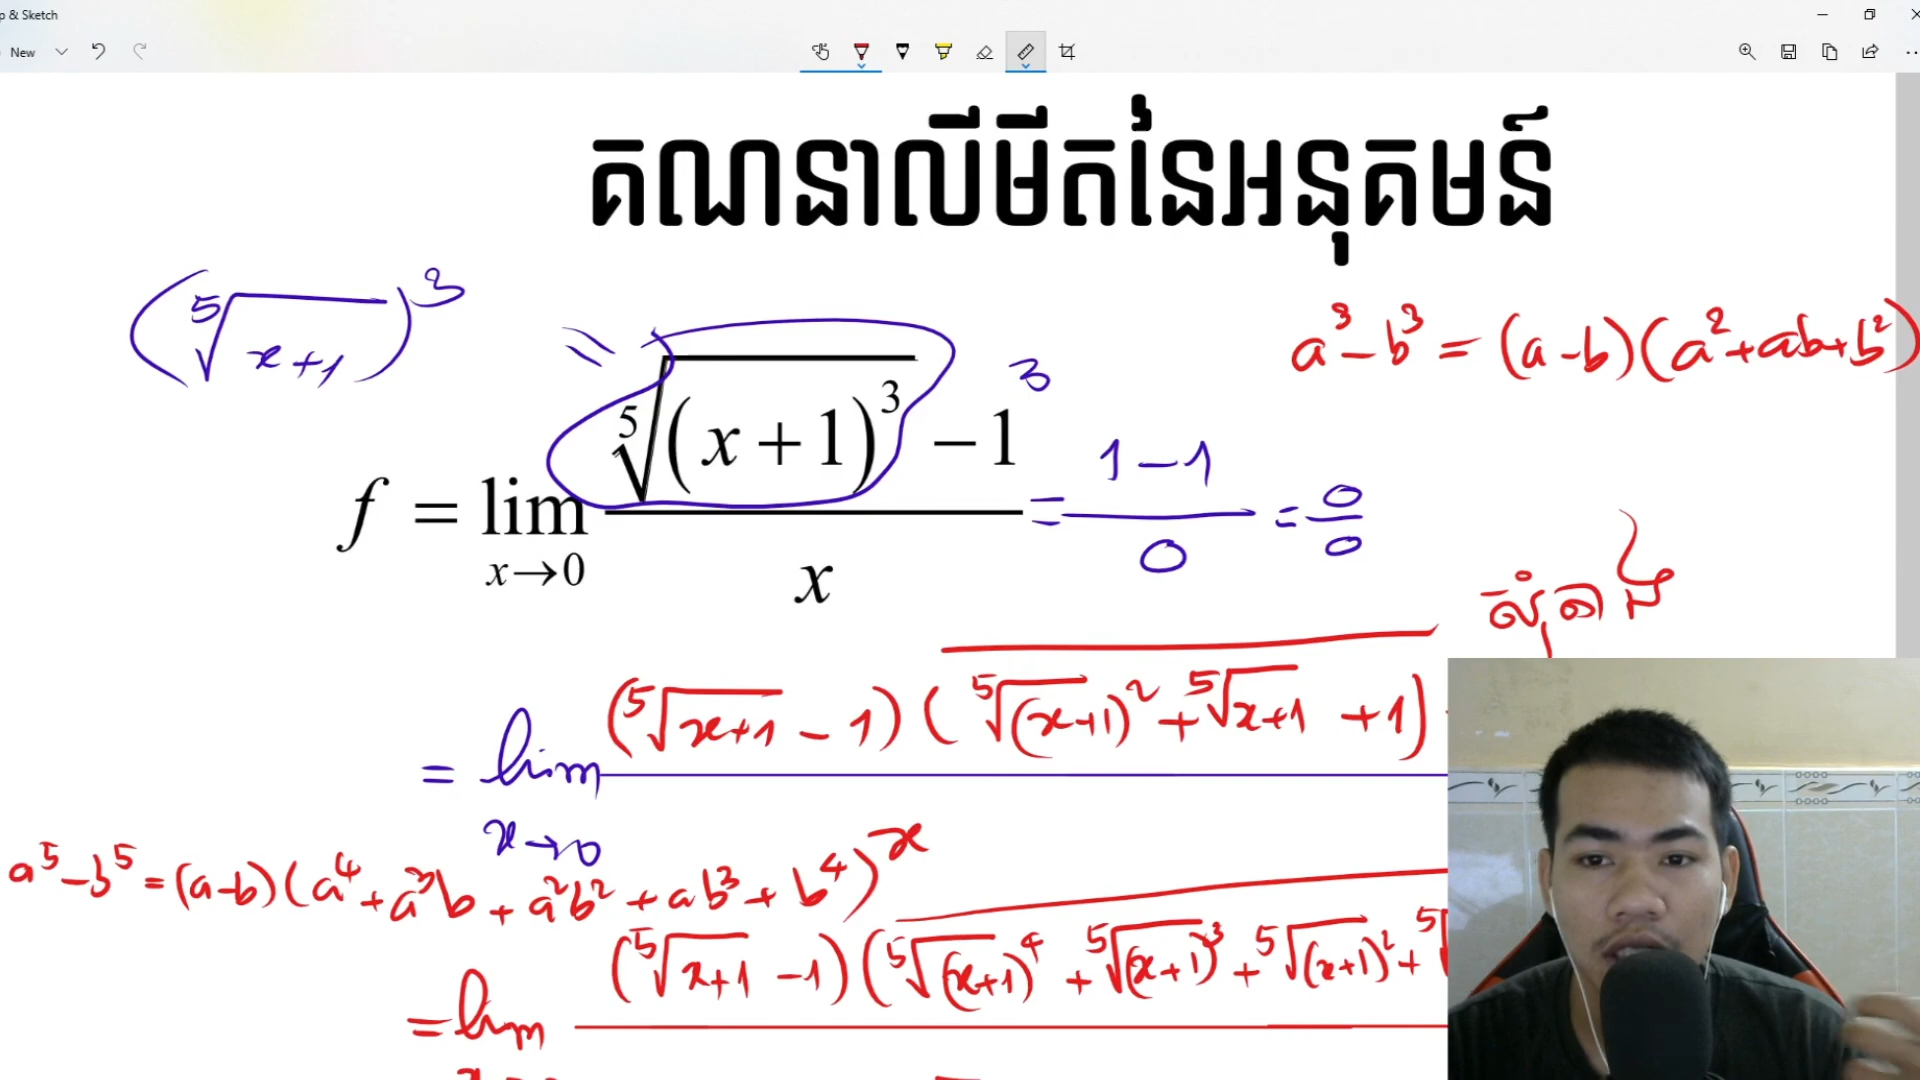 p & Sketch
New
គណនាលីមីតនៃអនុគមន៍
(⁵√(x+1))³ = 
a³ - b³ = (a - b)(a² + ab + b²)
f = lim x→0 (⁵√((x + 1)³) - 1³) / x = (1 - 1) / 0 = 0/0
= lim x→0 (⁵√(x+1) - 1)(⁵√((x+1)²) + ⁵√(x+1) + 1) / x
a⁵ - b⁵ = (a - b)(a⁴ + a³b + a²b² + ab³ + b⁴)
= lim (⁵√(x+1) - 1)(⁵√((x+1)⁴) + ⁵√((x+1)³) + ⁵√((x+1)²) + ⁵√